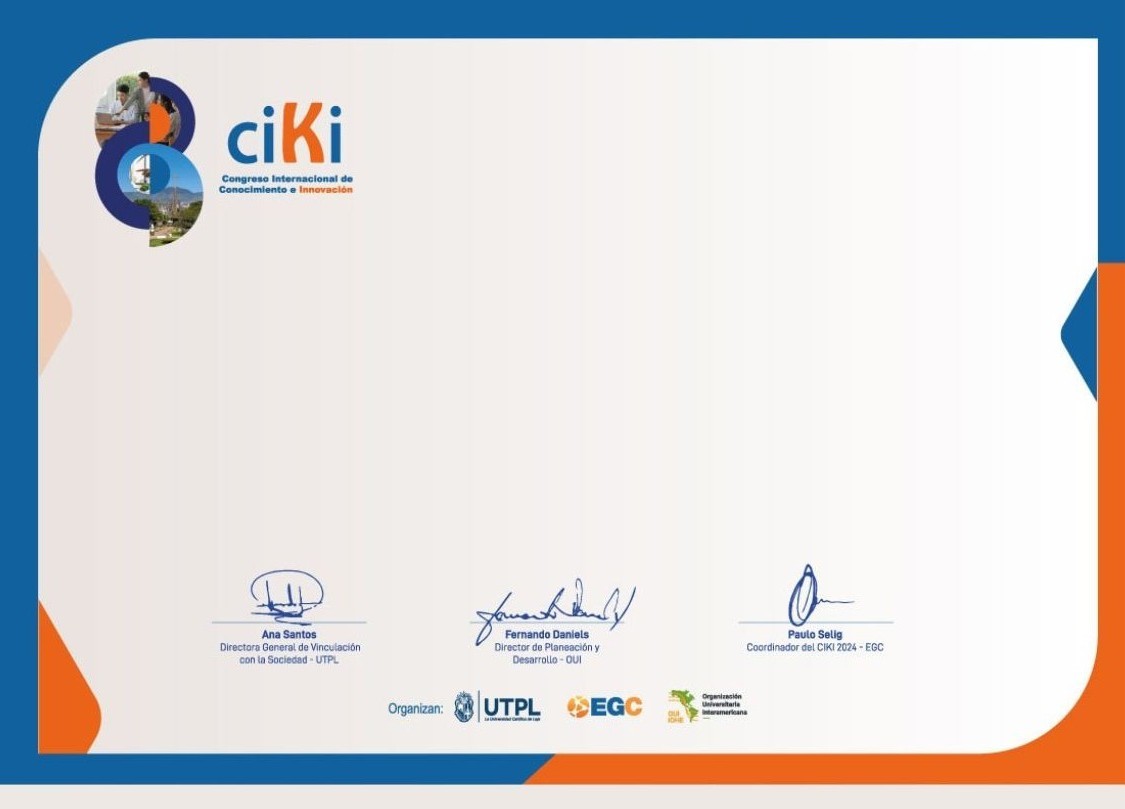 ciKi
Congreso Internacional de
Conocimiento e Innovación
Ana Santos
Directora General de Vinculación
con la Sociedad - UTPL
Fernando Daniels
Director de Planeación y
Desarrollo - OUI
Paulo Selig
Coordinador del CIKI 2024 - EGC
Organizan:
UTPL
La Universidad Católica de Loja
EGC
OUI
IOHE
Organización
Universitaria
Interamericana